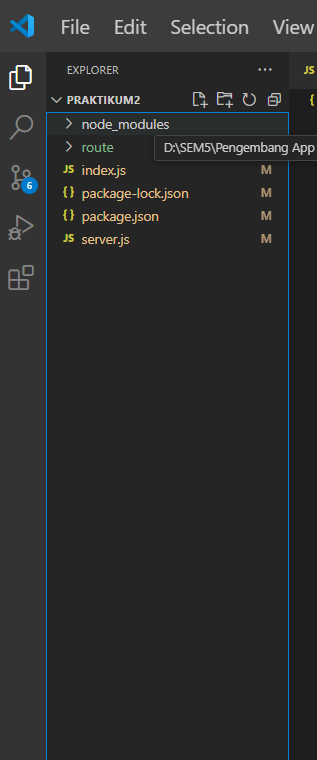 File Edit Selection View
EXPLORER ...
PRAKTIKUM2
node_modules
route
D:\SEM5\Pengembang App
index.js M
package-lock.json M
package.json M
server.js M
6
JS
JS
{ }
{ }
JS
JS
{